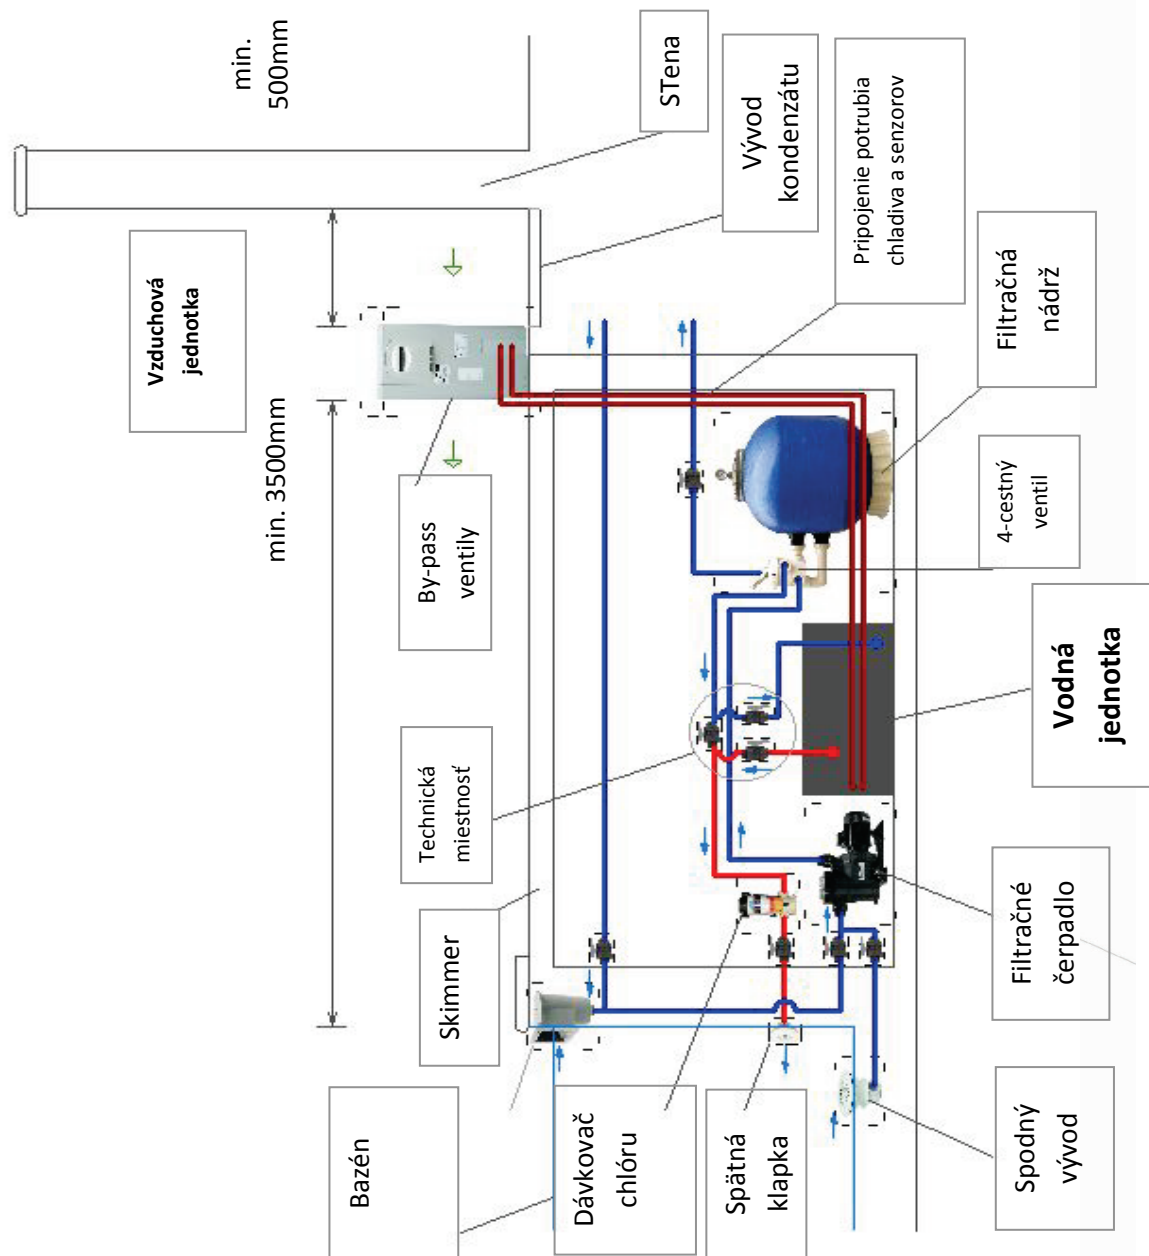 min.
500mm
STena
Vývod
kondenzátu
Pripojenie potrubia
chladiva a senzorov
Filtračná
nádrž
Vzduchová
jednotka
min. 3500mm
By-pass
ventily
4-cestný
ventil
Technická
miestnosť
Vodná
jednotka
Skimmer
Filtračné
čerpadlo
Bazén
Dávkovač
chlóru
Spätná
klapka
Spodný
vývod